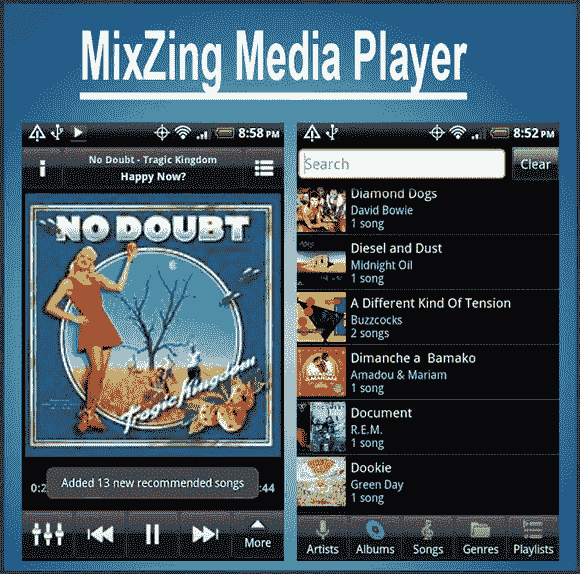 MixZing Media Player
8:58 PM
No Doubt - Tragic Kingdom
Happy Now?
NO DOUBT
Tragic Kingdom
Added 13 new recommended songs
0:2
:44
More
8:52 PM
Search
Clear
Diamond Dogs
David Bowie
1 song
Diesel and Dust
Midnight Oil
1 song
A Different Kind Of Tension
Buzzcocks
2 songs
Dimanche a Bamako
Amadou & Mariam
1 song
Document
R.E.M.
1 song
Dookie
Green Day
1 song
Artists
Albums
Songs
Genres
Playlists